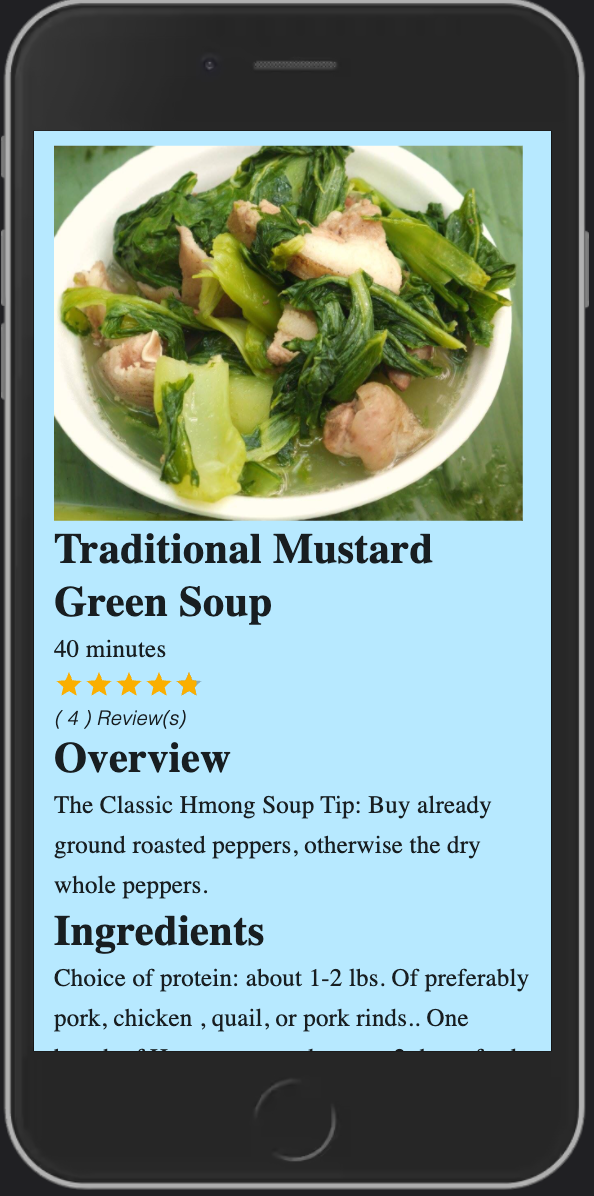 Traditional Mustard
Green Soup
40 minutes
( 4 ) Review(s)
Overview
The Classic Hmong Soup Tip: Buy already
ground roasted peppers, otherwise the dry
whole peppers.
Ingredients
Choice of protein: about 1-2 lbs. Of preferably
pork, chicken , quail, or pork rinds.. One